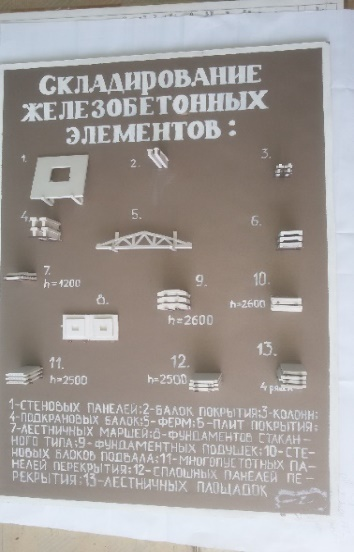 СКЛАДИРОВАНИЕ
ЖЕЛЕЗОБЕТОННЫХ
ЭЛЕМЕНТОВ:
1. 2. 3.
4. 5. 6.
7. h=1200
8.
9. h=2600
10. h=2600
11. h=2500
12. h=2500
13. 4 рядов
1-СТЕНОВЫХ ПАНЕЛЕЙ:2-БАЛОК ПОКРЫТИЯ:3-КОЛОНН:
4-ПОДКРАНОВЫХ БАЛОК:5-ФЕРМ:6-ПЛИТ ПОКРЫТИЯ:
7-ЛЕСТНИЧНЫХ МАРШЕЙ:8-ФУНДАМЕНТОВ СТАКАН-
НОГО ТИПА:9-ФУНДАМЕНТНЫХ ПОДУШЕК:10-СТЕ-
НОВЫХ БЛОКОВ ПОДВАЛА:11-МНОГОПУСТОТНЫХ ПА-
НЕЛЕЙ ПЕРЕКРЫТИЯ:12-СПЛОШНЫХ ПАНЕЛЕЙ ПЕ-
РЕКРЫТИЯ:13-ЛЕСТНИЧНЫХ ПЛОЩАДОК